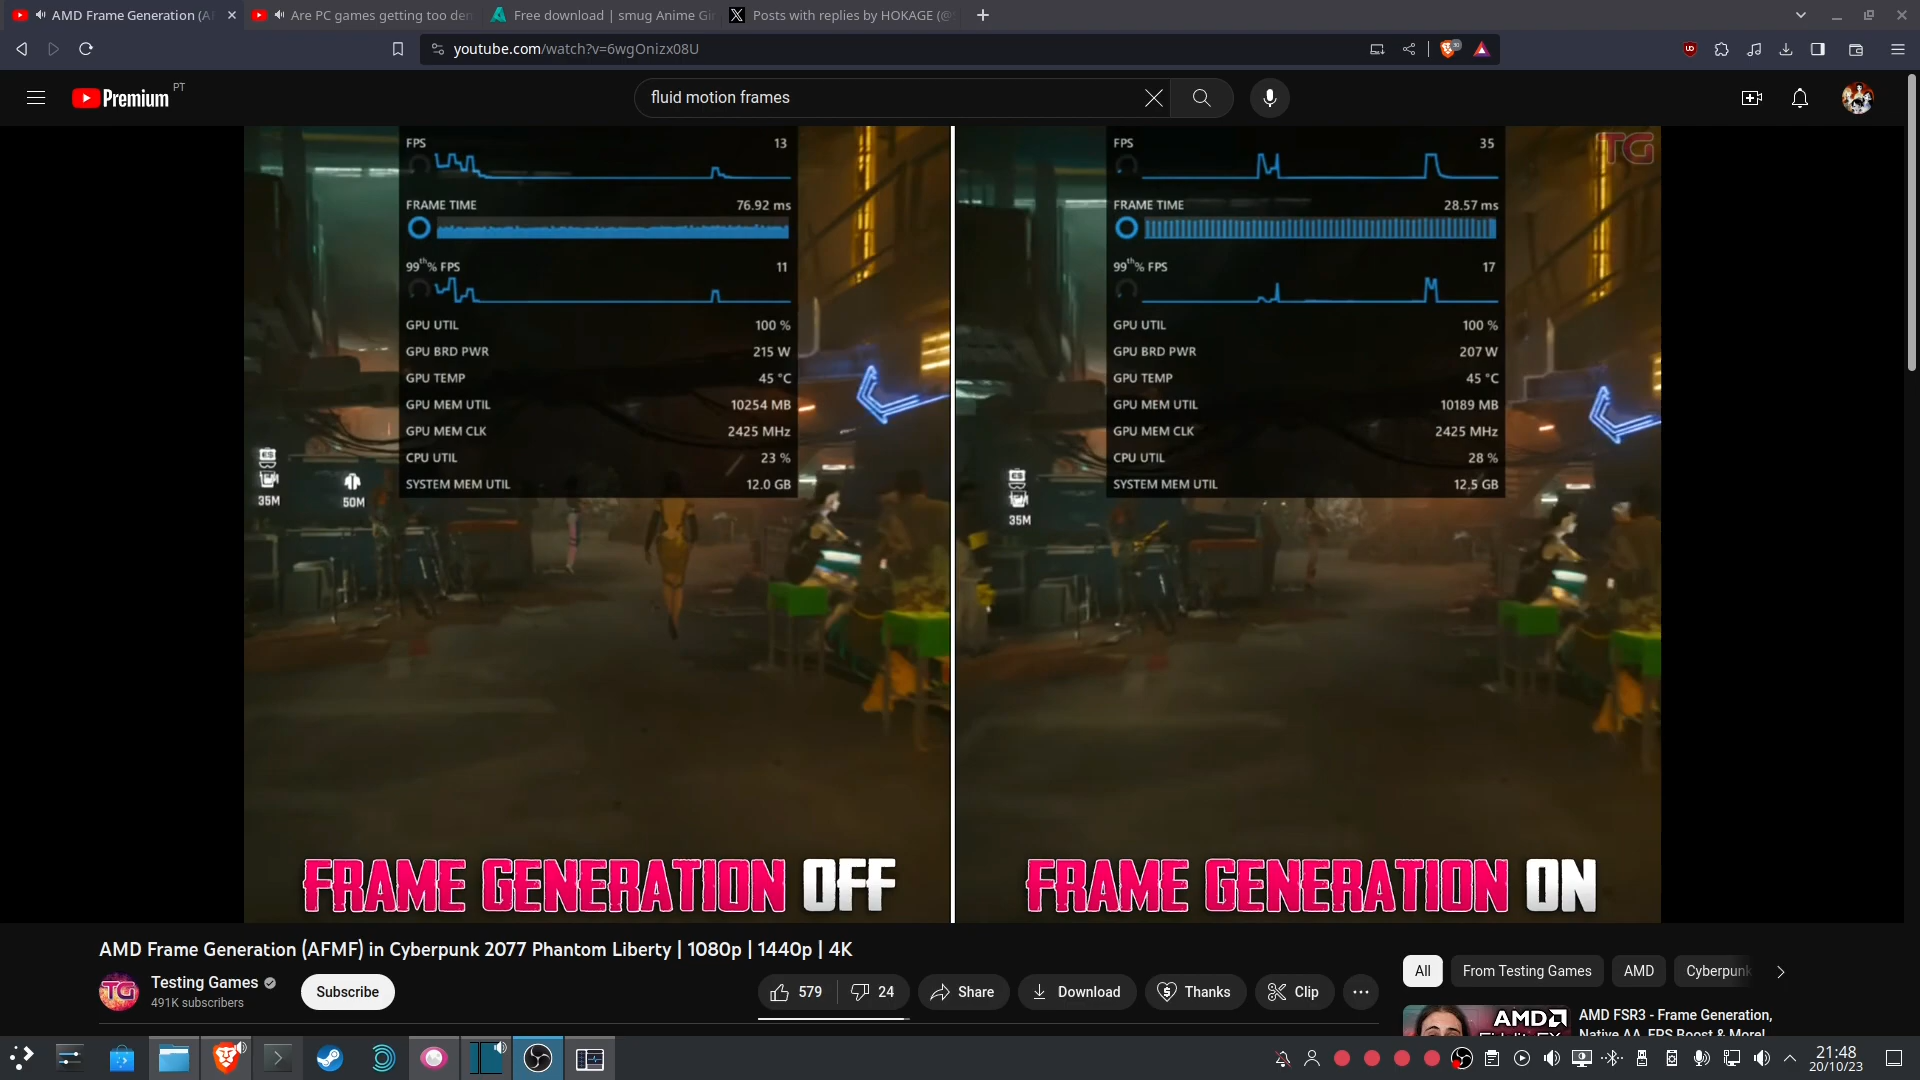 AMD Frame Generation (AF
Are PC games getting too den
Free download | smug Anime Gir
Posts with replies by HOKAGE (@
youtube.com/watch?v=6wgOnizx08U
Premium PT
fluid motion frames
FPS 13
FRAME TIME 76.92 ms
99th% FPS 11
GPU UTIL 100 %
GPU BRD PWR 215 W
GPU TEMP 45 °C
GPU MEM UTIL 10254 MB
GPU MEM CLK 2425 MHz
CPU UTIL 23 %
SYSTEM MEM UTIL 12.0 GB
35M
50M
FRAME GENERATION OFF
TG
FPS 35
FRAME TIME 28.57 ms
99th% FPS 17
GPU UTIL 100 %
GPU BRD PWR 207 W
GPU TEMP 45 °C
GPU MEM UTIL 10189 MB
GPU MEM CLK 2425 MHz
CPU UTIL 28 %
SYSTEM MEM UTIL 12.5 GB
35M
FRAME GENERATION ON
AMD Frame Generation (AFMF) in Cyberpunk 2077 Phantom Liberty | 1080p | 1440p | 4K
TG
Testing Games
491K subscribers
Subscribe
579
24
Share
Download
Thanks
Clip
All
From Testing Games
AMD
Cyberpunk
AMD
AMD FSR3 - Frame Generation,
Native AA, FPS Boost & More!
21:48
20/10/23